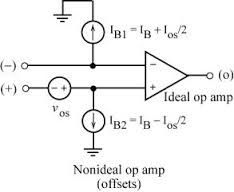 I_B1 = I_B + I_os/2
(−)
−
(o)
Ideal op amp
(+)
− +
+
v_os
I_B2 = I_B − I_os/2
Nonideal op amp
(offsets)